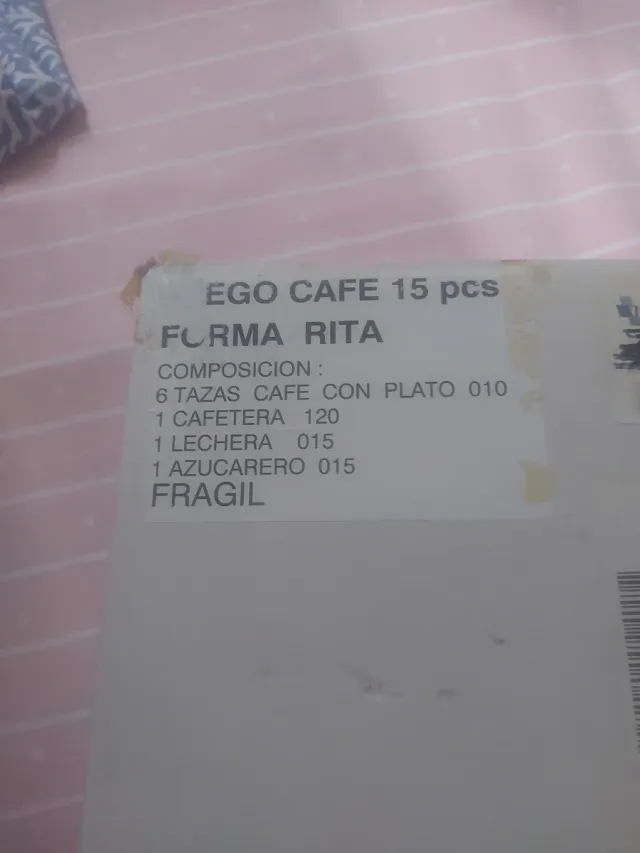 EGO CAFE 15 pcs
FORMA RITA
COMPOSICION :
6 TAZAS CAFE CON PLATO 010
1 CAFETERA 120
1 LECHERA 015
1 AZUCARERO 015
FRAGIL